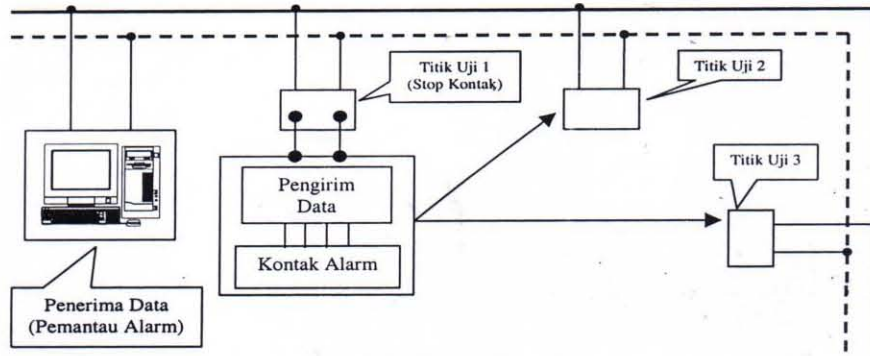 Titik Uji 1
(Stop Kontak)
Titik Uji 2
Titik Uji 3
Pengirim
Data
Kontak Alarm
Penerima Data
(Pemantau Alarm)